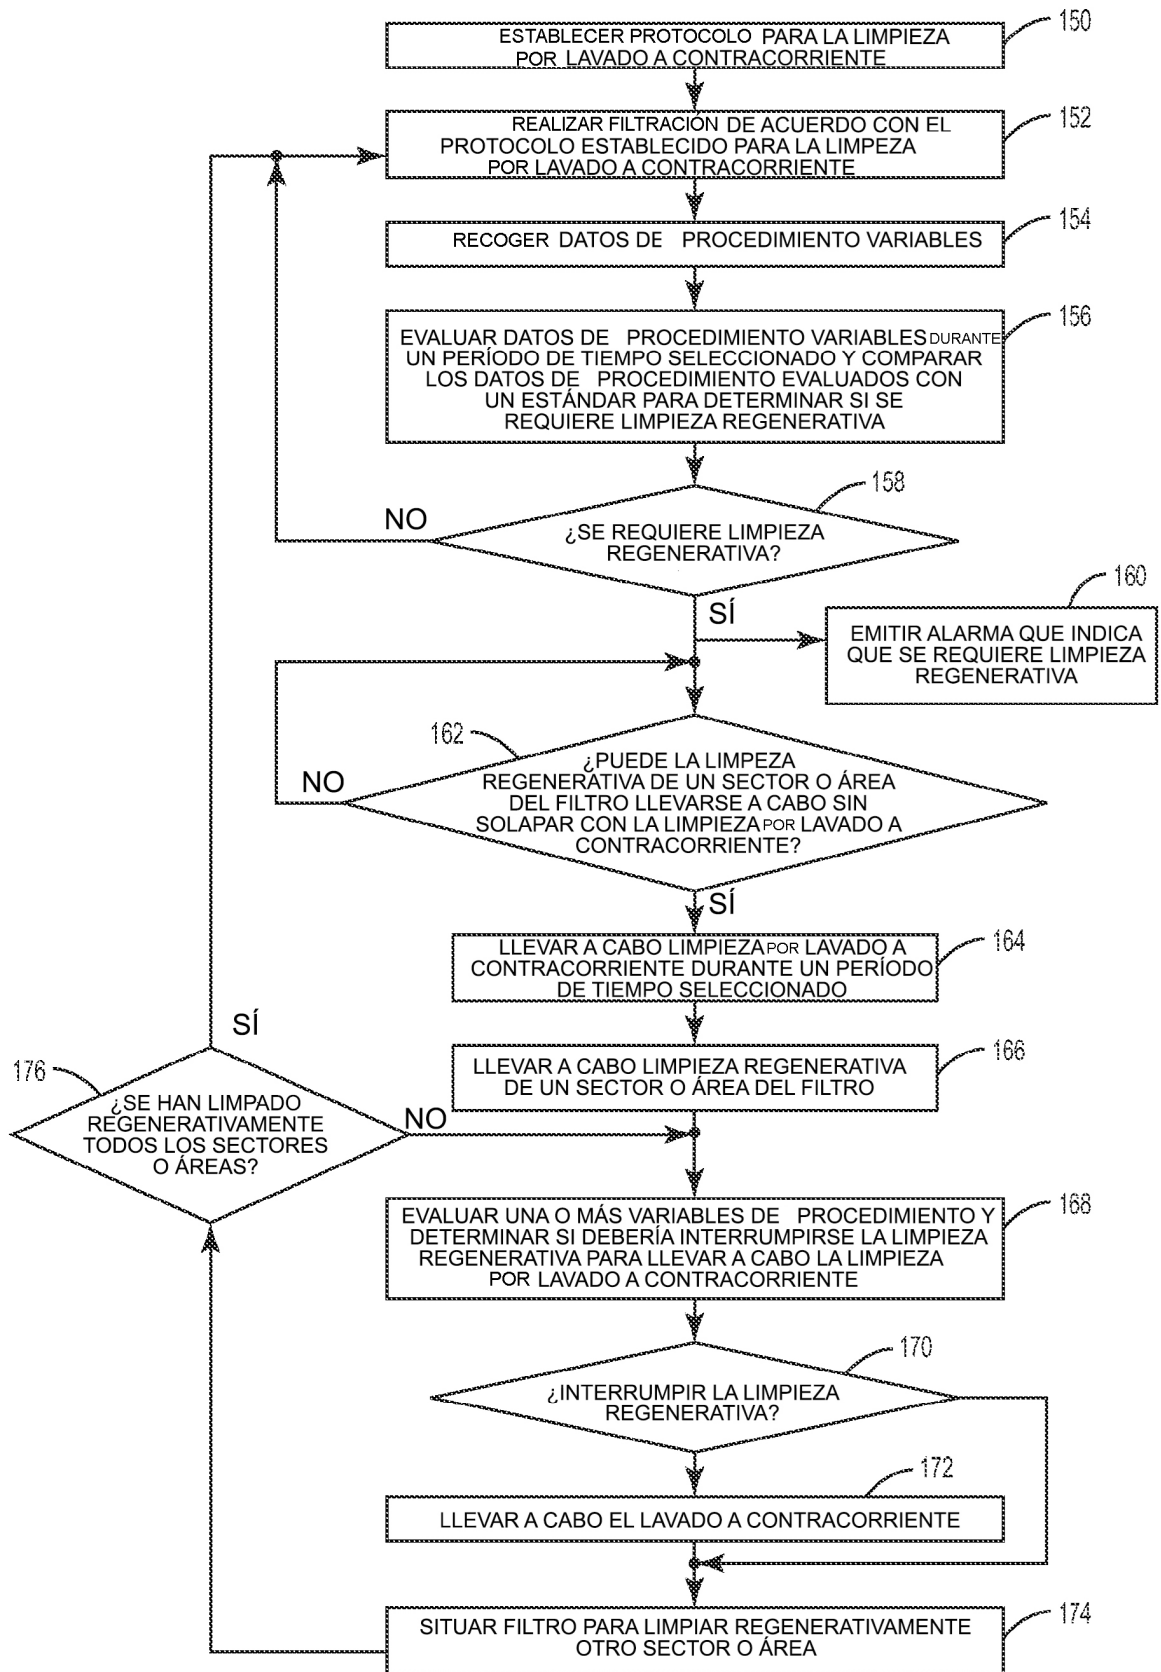 150
ESTABLECER PROTOCOLO PARA LA LIMPIEZA
POR LAVADO A CONTRACORRIENTE
152
REALIZAR FILTRACIÓN DE ACUERDO CON EL
PROTOCOLO ESTABLECIDO PARA LA LIMPEZA
POR LAVADO A CONTRACORRIENTE
154
RECOGER DATOS DE PROCEDIMIENTO VARIABLES
156
EVALUAR DATOS DE PROCEDIMIENTO VARIABLES DURANTE
UN PERÍODO DE TIEMPO SELECCIONADO Y COMPARAR
LOS DATOS DE PROCEDIMIENTO EVALUADOS CON
UN ESTÁNDAR PARA DETERMINAR SI SE
REQUIERE LIMPIEZA REGENERATIVA
158
NO
¿SE REQUIERE LIMPIEZA
REGENERATIVA?
SÍ
160
EMITIR ALARMA QUE INDICA
QUE SE REQUIERE LIMPIEZA
REGENERATIVA
162
NO
¿PUEDE LA LIMPEZA
REGENERATIVA DE UN SECTOR O ÁREA
DEL FILTRO LLEVARSE A CABO SIN
SOLAPAR CON LA LIMPIEZA POR LAVADO A
CONTRACORRIENTE?
SÍ
164
LLEVAR A CABO LIMPIEZA POR LAVADO A
CONTRACORRIENTE DURANTE UN PERÍODO
DE TIEMPO SELECCIONADO
166
LLEVAR A CABO LIMPIEZA REGENERATIVA
DE UN SECTOR O ÁREA DEL FILTRO
SÍ
176
¿SE HAN LIMPADO
REGENERATIVAMENTE
TODOS LOS SECTORES
O ÁREAS?
NO
168
EVALUAR UNA O MÁS VARIABLES DE PROCEDIMIENTO Y
DETERMINAR SI DEBERÍA INTERRUMPIRSE LA LIMPIEZA
REGENERATIVA PARA LLEVAR A CABO LA LIMPIEZA
POR LAVADO A CONTRACORRIENTE
170
¿INTERRUMPIR LA LIMPIEZA
REGENERATIVA?
172
LLEVAR A CABO EL LAVADO A CONTRACORRIENTE
174
SITUAR FILTRO PARA LIMPIAR REGENERATIVAMENTE
OTRO SECTOR O ÁREA